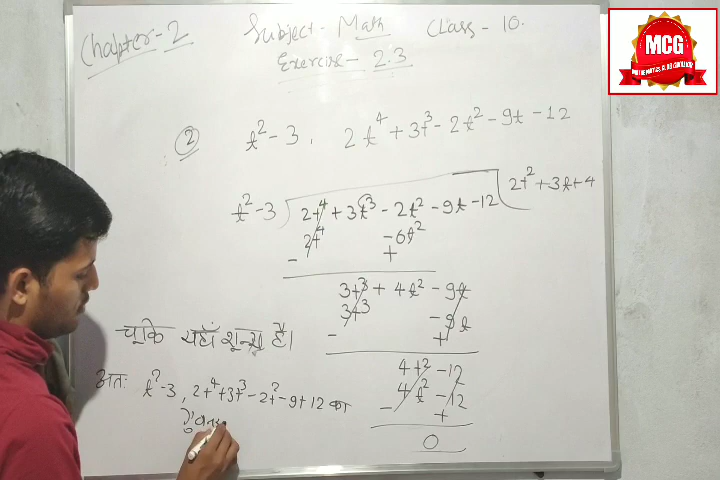 Chapter-2
Subject- Math
Class- 10.
Exercise- 2.3
MCG
② t²-3, 2t⁴+3t³-2t²-9t-12
t²-3 ) 2t⁴+3t³-2t²-9t-12 ( 2t²+3t+4
2t⁴ -6t²
- +
3t³+4t²-9t
3t³ -9t
- +
4t²-12
4t²-12
- +
0
चूकि यहाँ शून्य है।
अतः t²-3, 2t⁴+3t³-2t²-9t+12 का